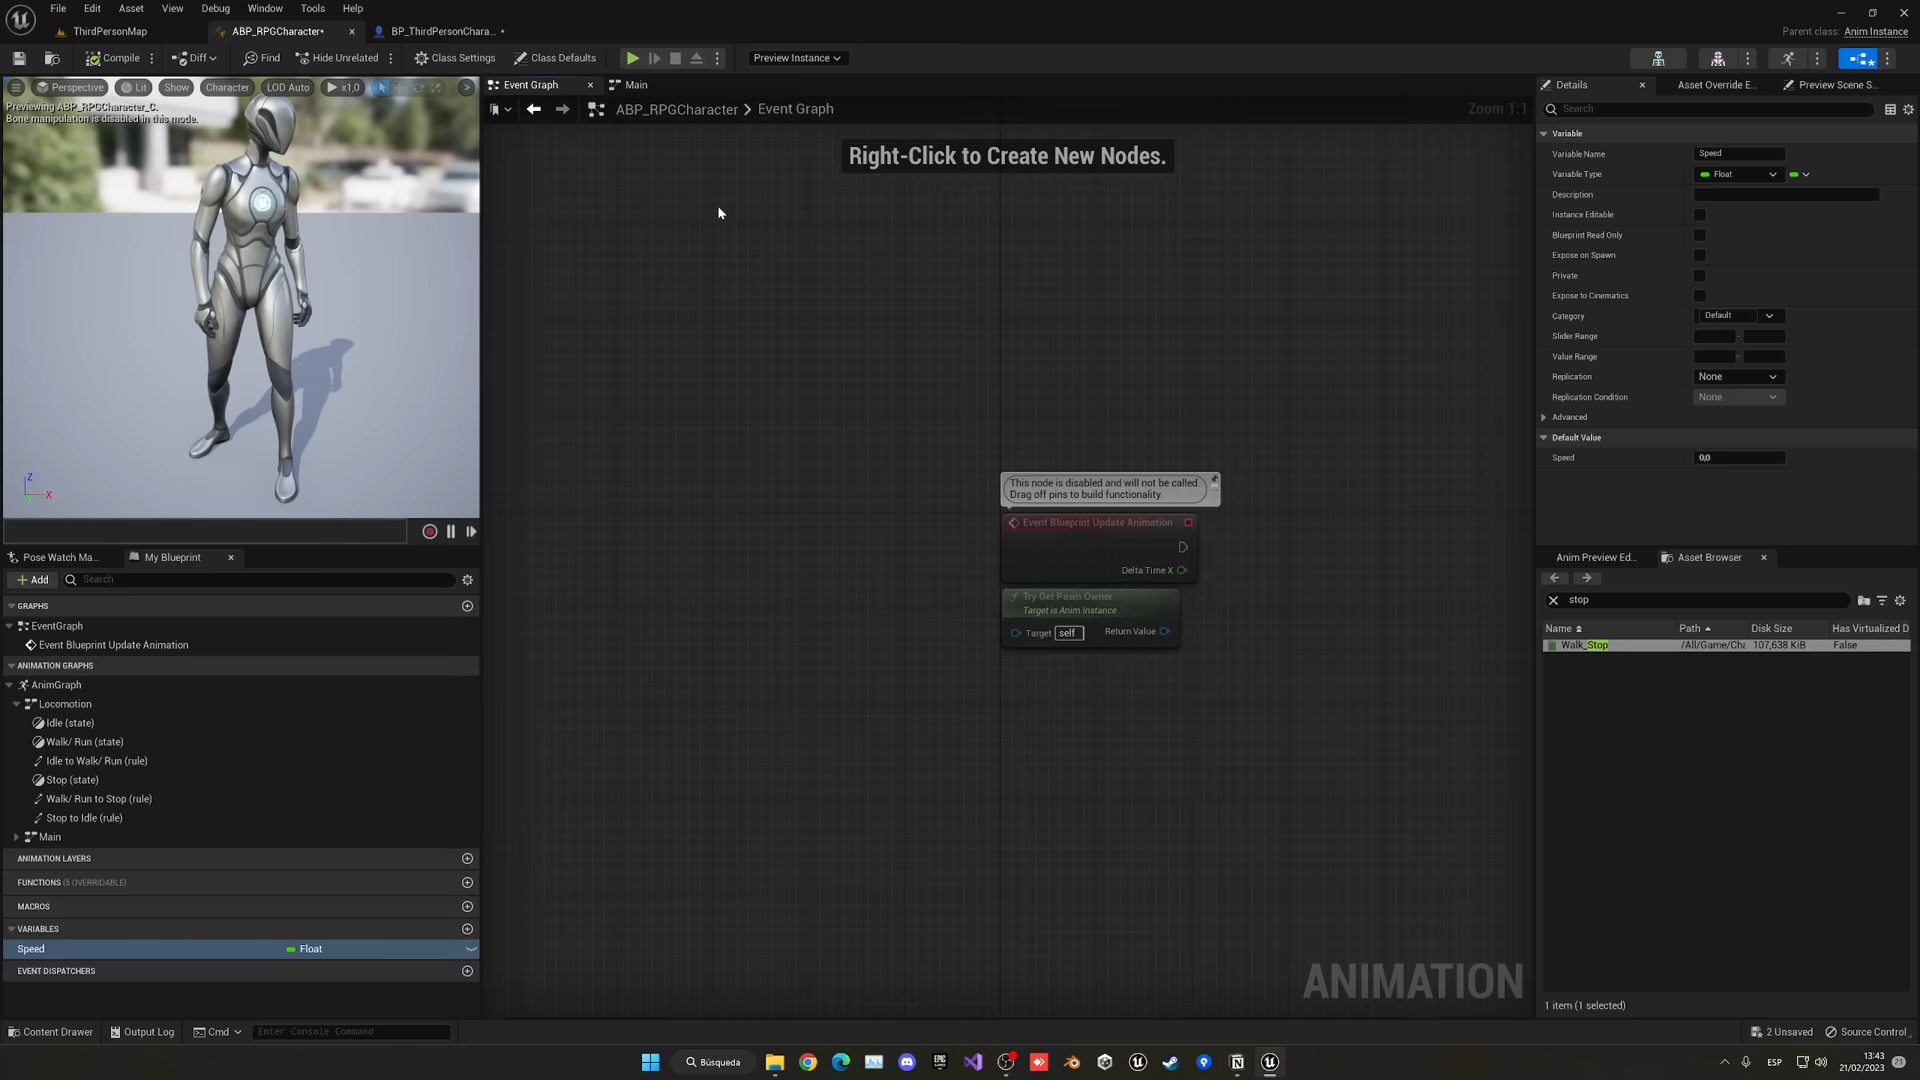 File Edit Asset View Debug Window Tools Help
ThirdPersonMap ABP_RPGCharacter* BP_ThirdPersonChara... *
Parent class: Anim Instance
Compile Diff Find Hide Unrelated Class Settings Class Defaults Preview Instance
Perspective Lit Show Character LOD Auto x1,0
Previewing ABP_RPGCharacter_C.
Bone manipulation is disabled in this mode.
Z
X
Pose Watch Ma... My Blueprint
Add Search
GRAPHS
EventGraph
Event Blueprint Update Animation
ANIMATION GRAPHS
AnimGraph
Locomotion
Idle (state)
Walk/ Run (state)
Idle to Walk/ Run (rule)
Stop (state)
Walk/ Run to Stop (rule)
Stop to Idle (rule)
Main
ANIMATION LAYERS
FUNCTIONS (5 OVERRIDABLE)
MACROS
VARIABLES
Speed Float
EVENT DISPATCHERS
Event Graph Main
ABP_RPGCharacter > Event Graph
Zoom 1:1
Right-Click to Create New Nodes.
This node is disabled and will not be called.
Drag off pins to build functionality.
Event Blueprint Update Animation
Delta Time X
Try Get Pawn Owner
Target is Anim Instance
Target self Return Value
ANIMATION
Details Asset Override E... Preview Scene S...
Search
Variable
Variable Name Speed
Variable Type Float
Description
Instance Editable
Blueprint Read Only
Expose on Spawn
Private
Expose to Cinematics
Category Default
Slider Range
Value Range
Replication None
Replication Condition None
Advanced
Default Value
Speed 0,0
Anim Preview Ed... Asset Browser
stop
Name Path Disk Size Has Virtualized D
Walk_Stop /All/Game/Cha 107,638 KiB False
1 item (1 selected)
Content Drawer Output Log Cmd Enter Console Command
2 Unsaved Source Control
Búsqueda
ESP
13:43
21/02/2023